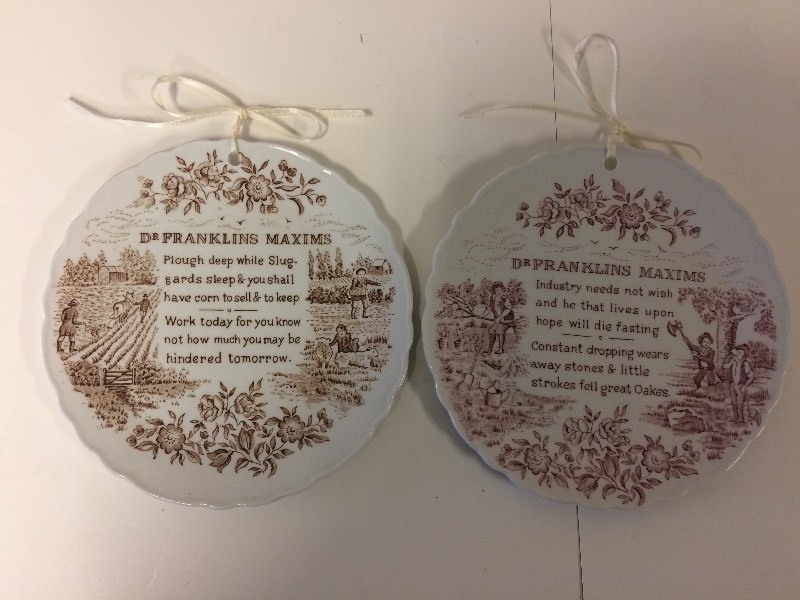 DR FRANKLINS MAXIMS
Plough deep while Slug-
gards sleep & you shall
have corn to sell & to keep
Work today for you know
not how much you may be
hindered tomorrow.
DR FRANKLINS MAXIMS
Industry needs not wish
and he that lives upon
hope will die fasting
Constant dropping wears
away stones & little
strokes fell great Oakes.